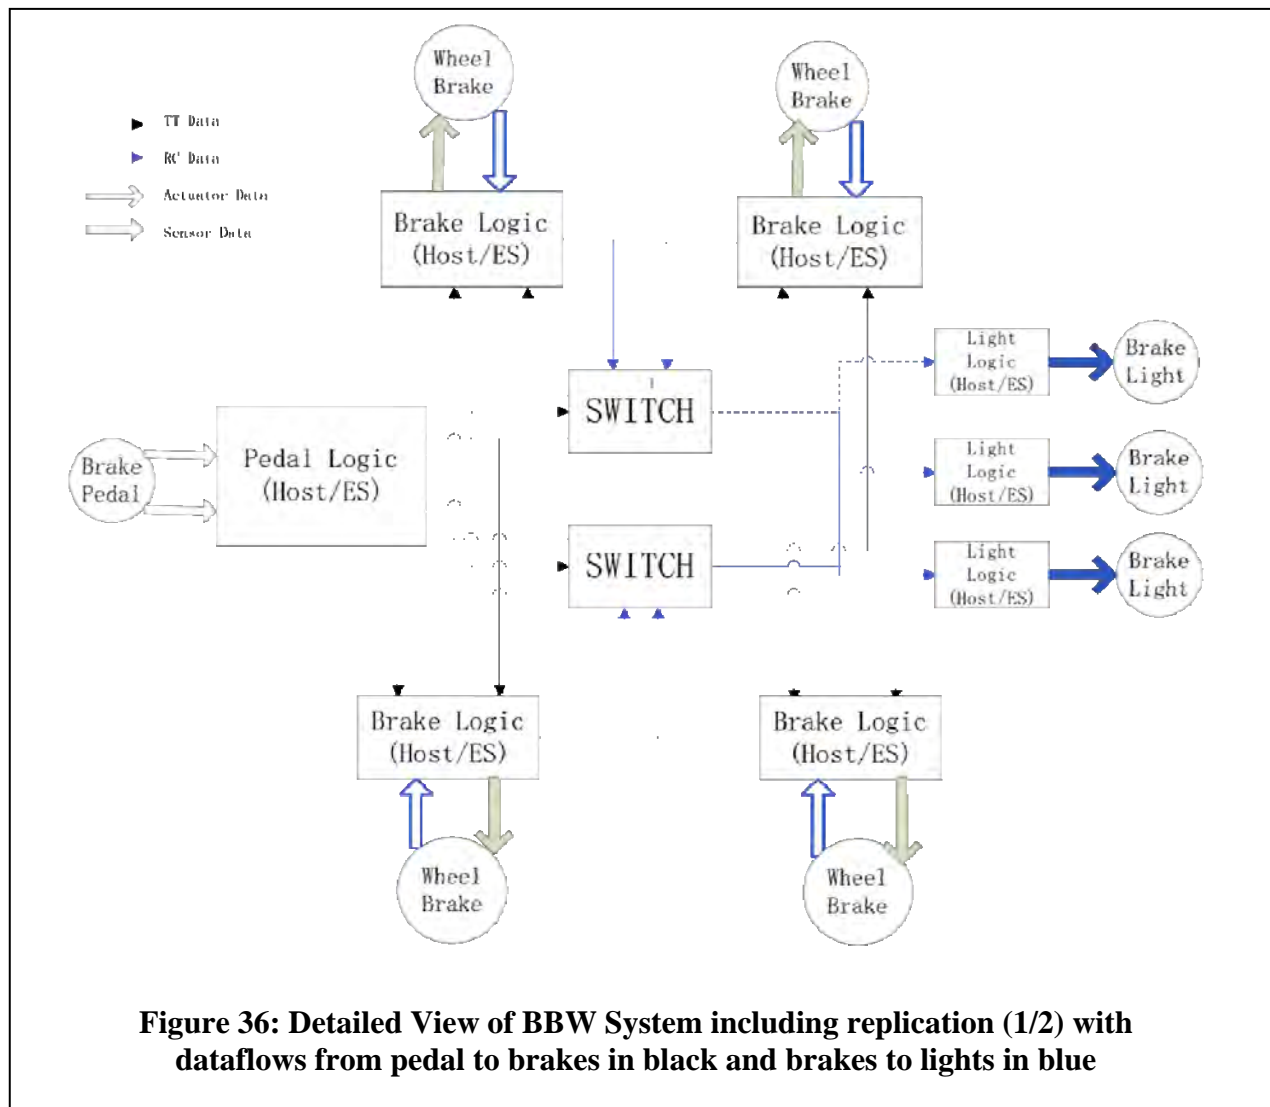 Wheel
Brake
Wheel
Brake
TT Data
RC Data
Actuator Data
Sensor Data
Brake Logic
(Host/ES)
Brake Logic
(Host/ES)
Light
Logic
(Host/ES)
Brake
Light
SWITCH
Brake
Pedal
Pedal Logic
(Host/ES)
Light
Logic
(Host/ES)
Brake
Light
SWITCH
Light
Logic
(Host/ES)
Brake
Light
Brake Logic
(Host/ES)
Brake Logic
(Host/ES)
Wheel
Brake
Wheel
Brake
Figure 36: Detailed View of BBW System including replication (1/2) with
dataflows from pedal to brakes in black and brakes to lights in blue